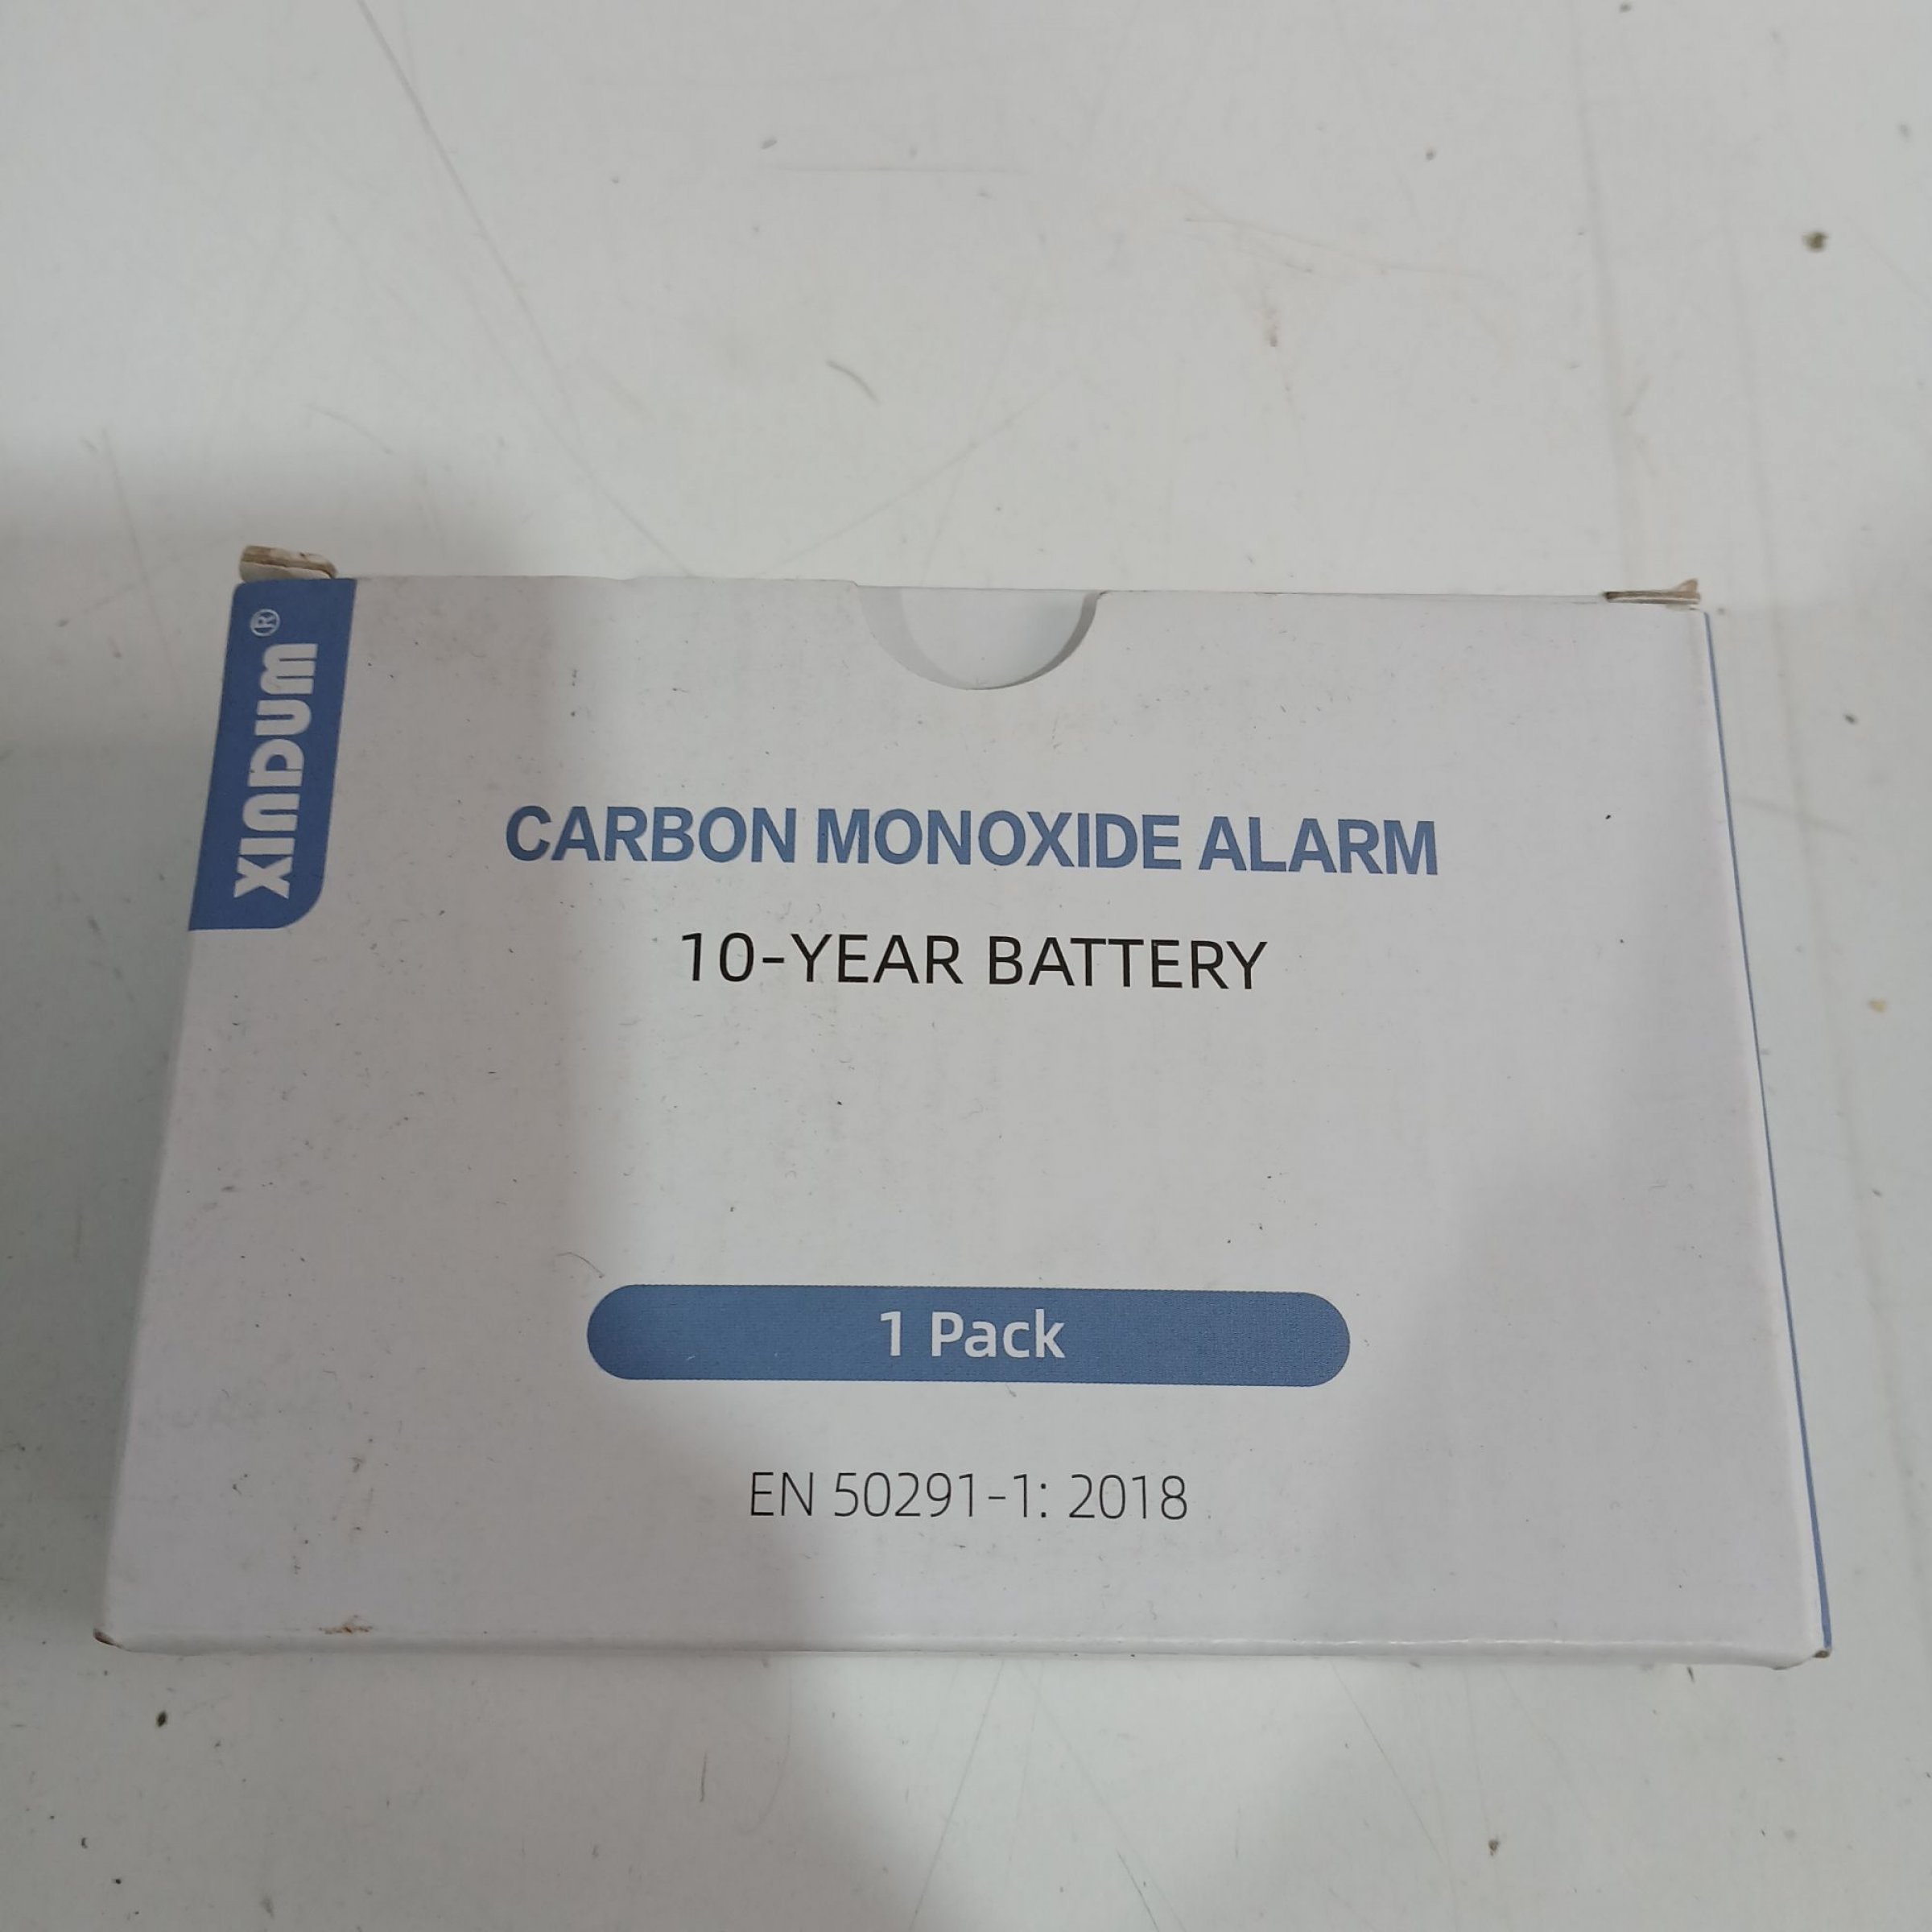 XINDUM®
CARBON MONOXIDE ALARM
10-YEAR BATTERY
1 Pack
EN 50291-1: 2018